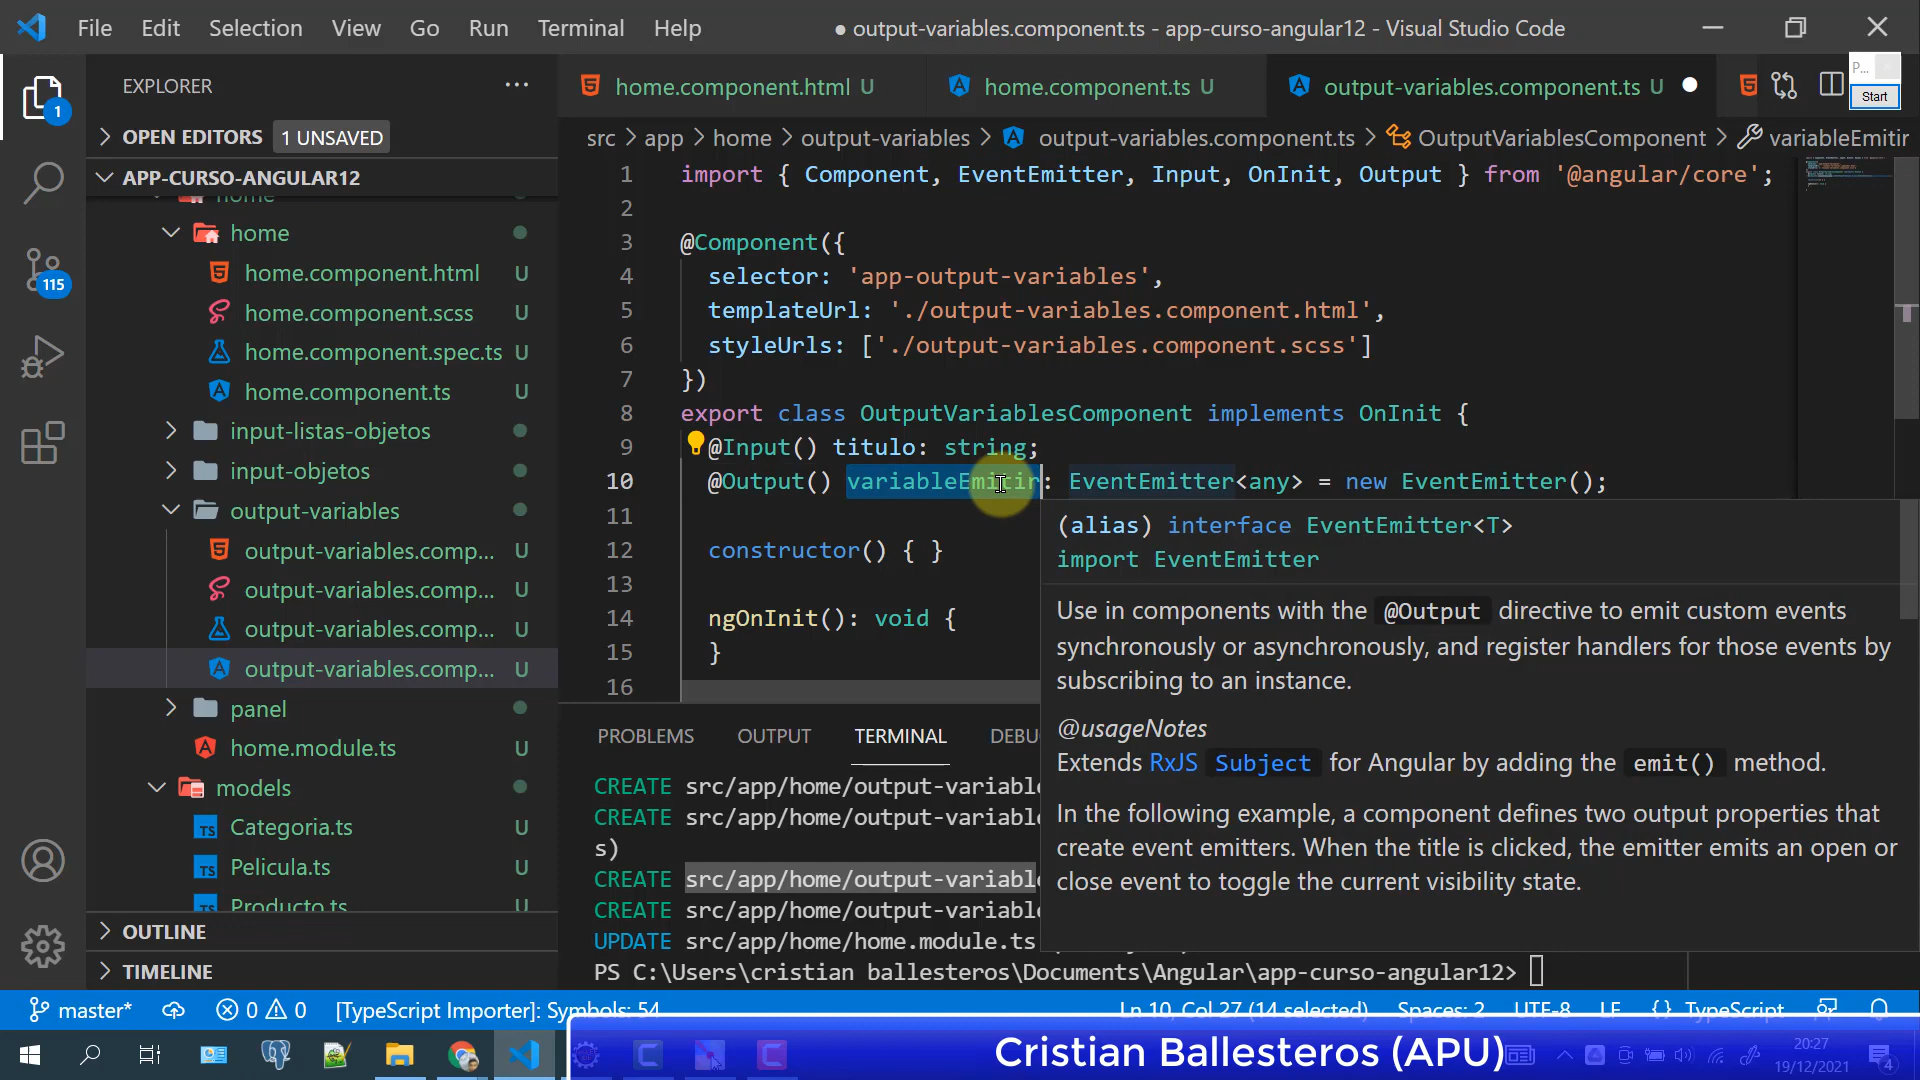 File Edit Selection View Go Run Terminal Help
● output-variables.component.ts - app-curso-angular12 - Visual Studio Code
EXPLORER
1
OPEN EDITORS 1 UNSAVED
APP-CURSO-ANGULAR12
home
home
home.component.html U
home.component.scss U
home.component.spec.ts U
home.component.ts U
input-listas-objetos
input-objetos
output-variables
output-variables.comp... U
output-variables.comp... U
output-variables.comp... U
output-variables.comp... U
panel
home.module.ts U
models
Categoria.ts U
Pelicula.ts U
Producto.ts U
OUTLINE
TIMELINE
115
home.component.html U
home.component.ts U
output-variables.component.ts U
P...
Start
src > app > home > output-variables > output-variables.component.ts > OutputVariablesComponent > variableEmitir
1 import { Component, EventEmitter, Input, OnInit, Output } from '@angular/core';
2
3 @Component({
4 selector: 'app-output-variables',
5 templateUrl: './output-variables.component.html',
6 styleUrls: ['./output-variables.component.scss']
7 })
8 export class OutputVariablesComponent implements OnInit {
9 @Input() titulo: string;
10 @Output() variableEmitir: EventEmitter<any> = new EventEmitter();
11
12 constructor() { }
13
14 ngOnInit(): void {
15 }
16
(alias) interface EventEmitter<T>
import EventEmitter
Use in components with the @Output directive to emit custom events
synchronously or asynchronously, and register handlers for those events by
subscribing to an instance.
@usageNotes
Extends RxJS Subject for Angular by adding the emit() method.
In the following example, a component defines two output properties that
create event emitters. When the title is clicked, the emitter emits an open or
close event to toggle the current visibility state.
PROBLEMS OUTPUT TERMINAL DEBU
CREATE src/app/home/output-variabl
CREATE src/app/home/output-variabl
s)
CREATE src/app/home/output-variabl
CREATE src/app/home/output-variabl
UPDATE src/app/home/home.module.ts
PS C:\Users\cristian ballesteros\Documents\Angular\app-curso-angular12>
master* 0 0 [TypeScript Importer]: Symbols: 54 Ln 10, Col 27 (14 selected) Spaces: 2 UTF-8 LF {} TypeScript
Cristian Ballesteros (APU)
20:27
19/12/2021
4